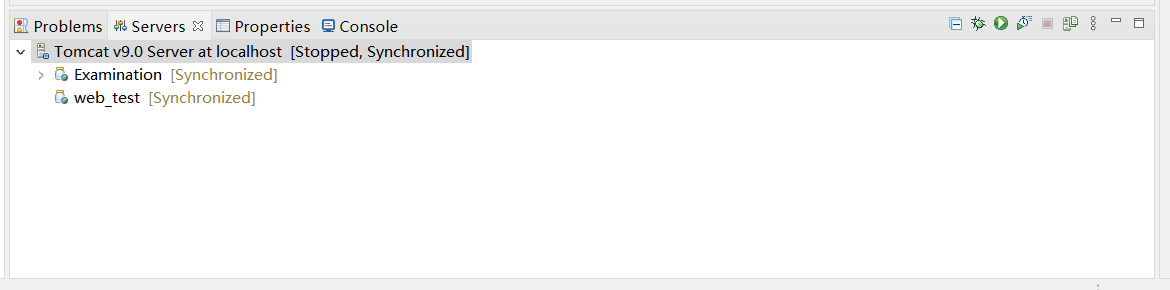 Problems Servers Properties Console
Tomcat v9.0 Server at localhost [Stopped, Synchronized]
Examination [Synchronized]
web_test [Synchronized]